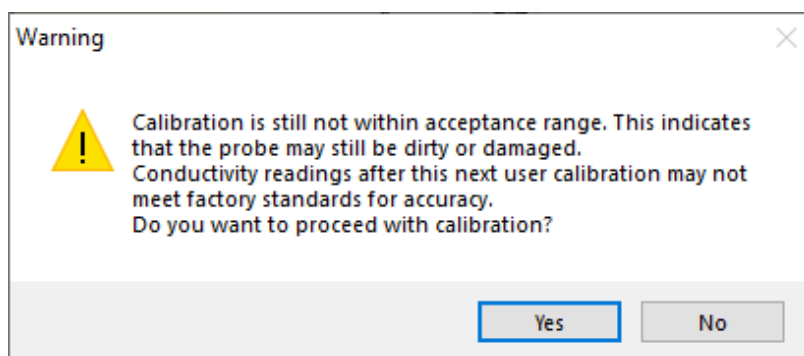 Warning
Calibration is still not within acceptance range. This indicates
that the probe may still be dirty or damaged.
Conductivity readings after this next user calibration may not
meet factory standards for accuracy.
Do you want to proceed with calibration?
Yes
No